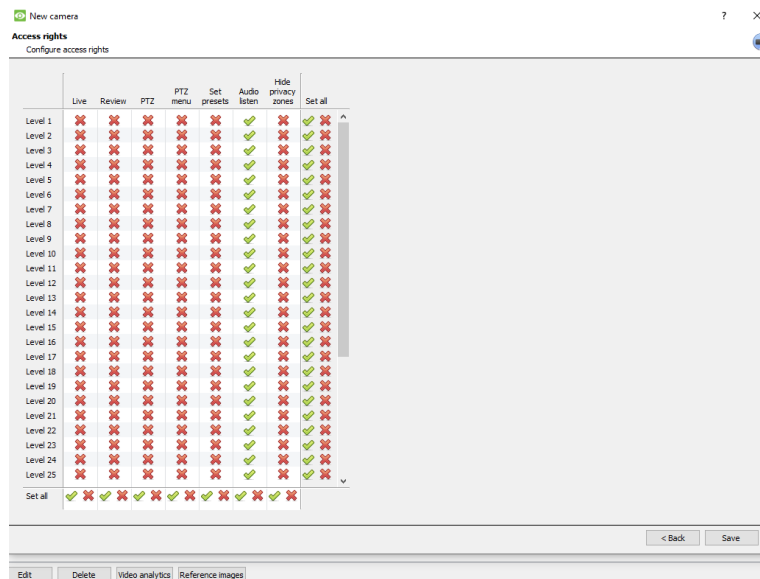 New camera
?
Access rights
Configure access rights
Live Review PTZ PTZ menu Set presets Audio listen Hide privacy zones Set all
Level 1
Level 2
Level 3
Level 4
Level 5
Level 6
Level 7
Level 8
Level 9
Level 10
Level 11
Level 12
Level 13
Level 14
Level 15
Level 16
Level 17
Level 18
Level 19
Level 20
Level 21
Level 22
Level 23
Level 24
Level 25
Set all
< Back Save
Edit Delete Video analytics Reference images